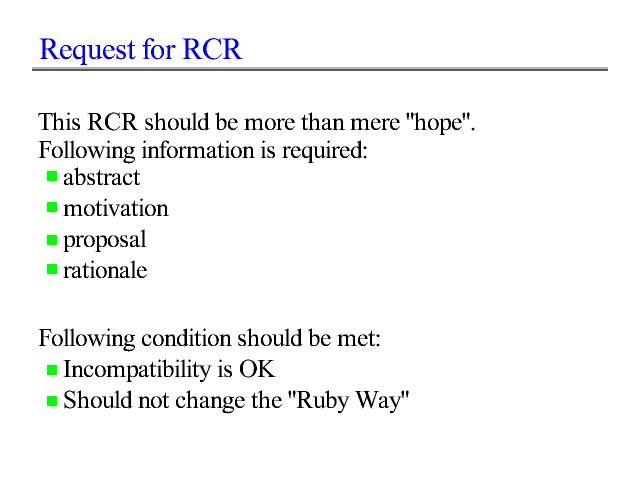 Request for RCR
This RCR should be more than mere "hope".
Following information is required:
abstract
motivation
proposal
rationale
Following condition should be met:
Incompatibility is OK
Should not change the "Ruby Way"